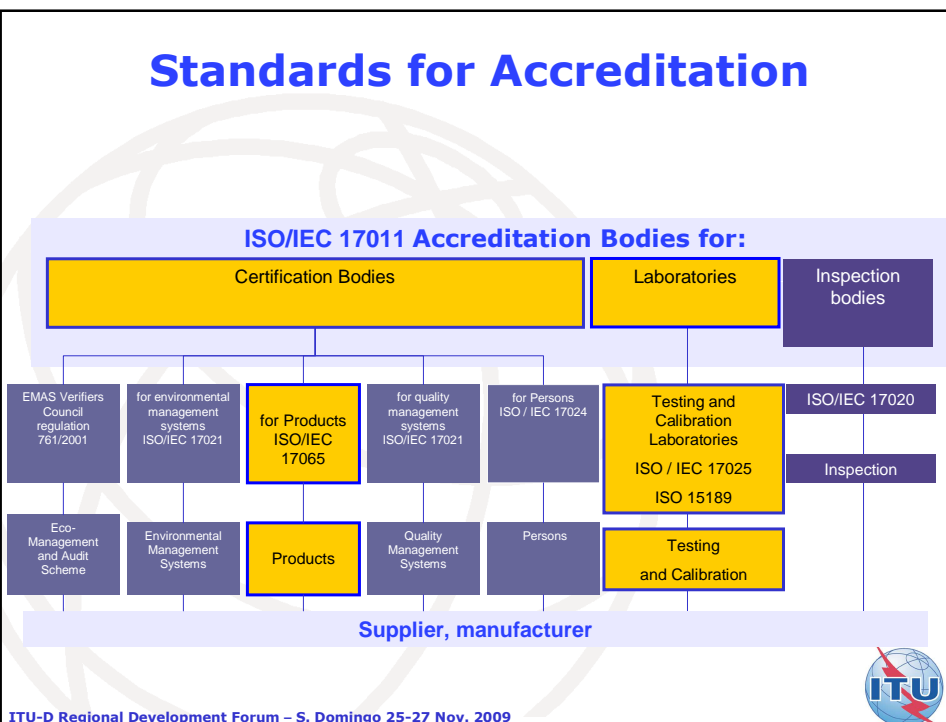 Standards for Accreditation
ISO/IEC 17011 Accreditation Bodies for:
Certification Bodies
Laboratories
Inspection
bodies
EMAS Verifiers
Council
regulation
761/2001
for environmental
management
systems
ISO/IEC 17021
for Products
ISO/IEC
17065
for quality
management
systems
ISO/IEC 17021
for Persons
ISO / IEC 17024
Testing and
Calibration
Laboratories
ISO / IEC 17025
ISO 15189
ISO/IEC 17020
Inspection
Eco-
Management
and Audit
Scheme
Environmental
Management
Systems
Products
Quality
Management
Systems
Persons
Testing
and Calibration
Supplier, manufacturer
ITU
ITU-D Regional Development Forum – S. Domingo 25-27 Nov. 2009